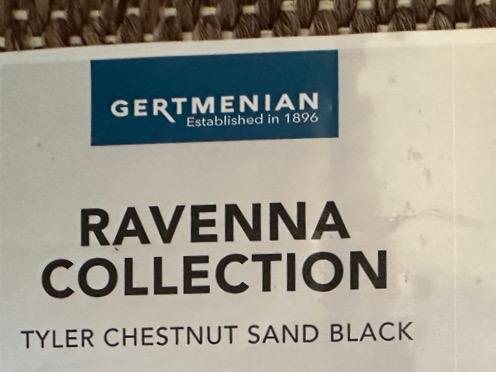 GERTMENIAN
Established in 1896
RAVENNA
COLLECTION
TYLER CHESTNUT SAND BLACK